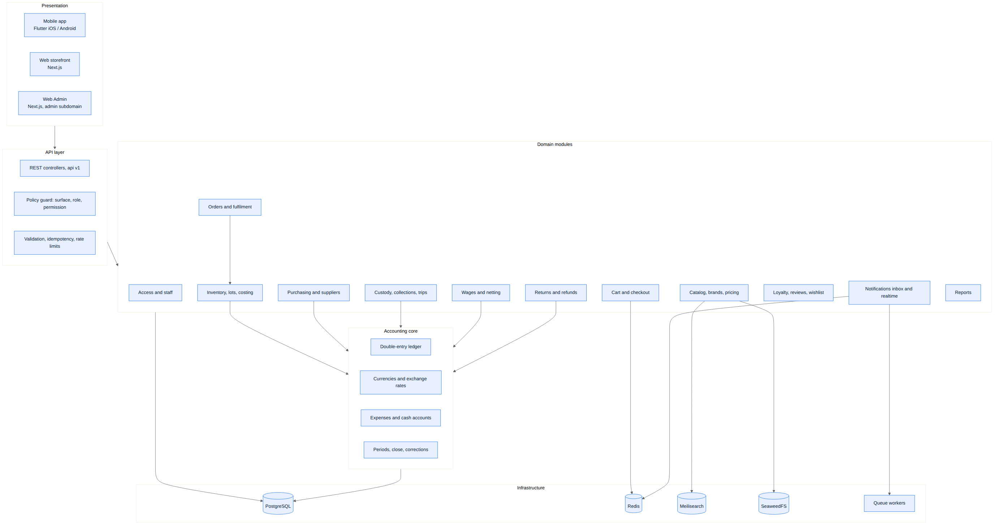 Presentation
Mobile app
Flutter iOS / Android
Web storefront
Next.js
Web Admin
Next.js, admin subdomain
API layer
REST controllers, api v1
Policy guard: surface, role,
permission
Validation, idempotency, rate
limits
Domain modules
Orders and fulfilment
Access and staff
Inventory, lots, costing
Purchasing and suppliers
Custody, collections, trips
Wages and netting
Returns and refunds
Cart and checkout
Catalog, brands, pricing
Loyalty, reviews, wishlist
Notifications inbox and
realtime
Reports
Accounting core
Double-entry ledger
Currencies and exchange
rates
Expenses and cash accounts
Periods, close, corrections
Infrastructure
PostgreSQL
Redis
Meilisearch
SeaweedFS
Queue workers